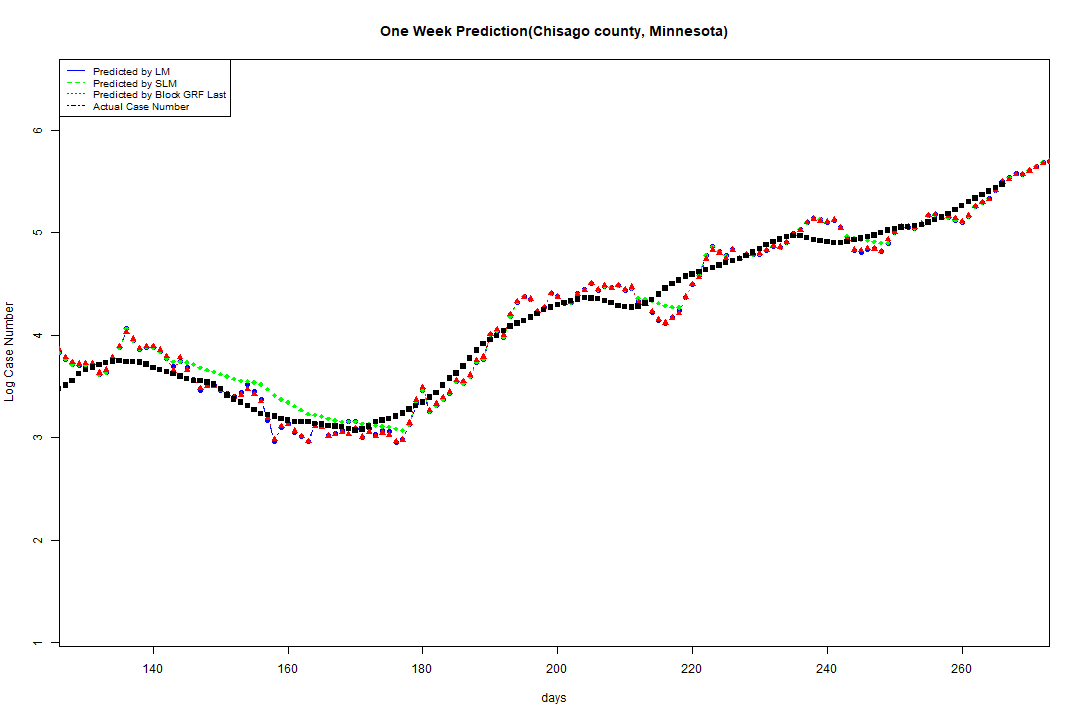 One Week Prediction(Chisago county, Minnesota)
Predicted by LM
Predicted by SLM
Predicted by Block GRF Last
Actual Case Number
6
5
4
3
2
1
Log Case Number
140 160 180 200 220 240 260
days